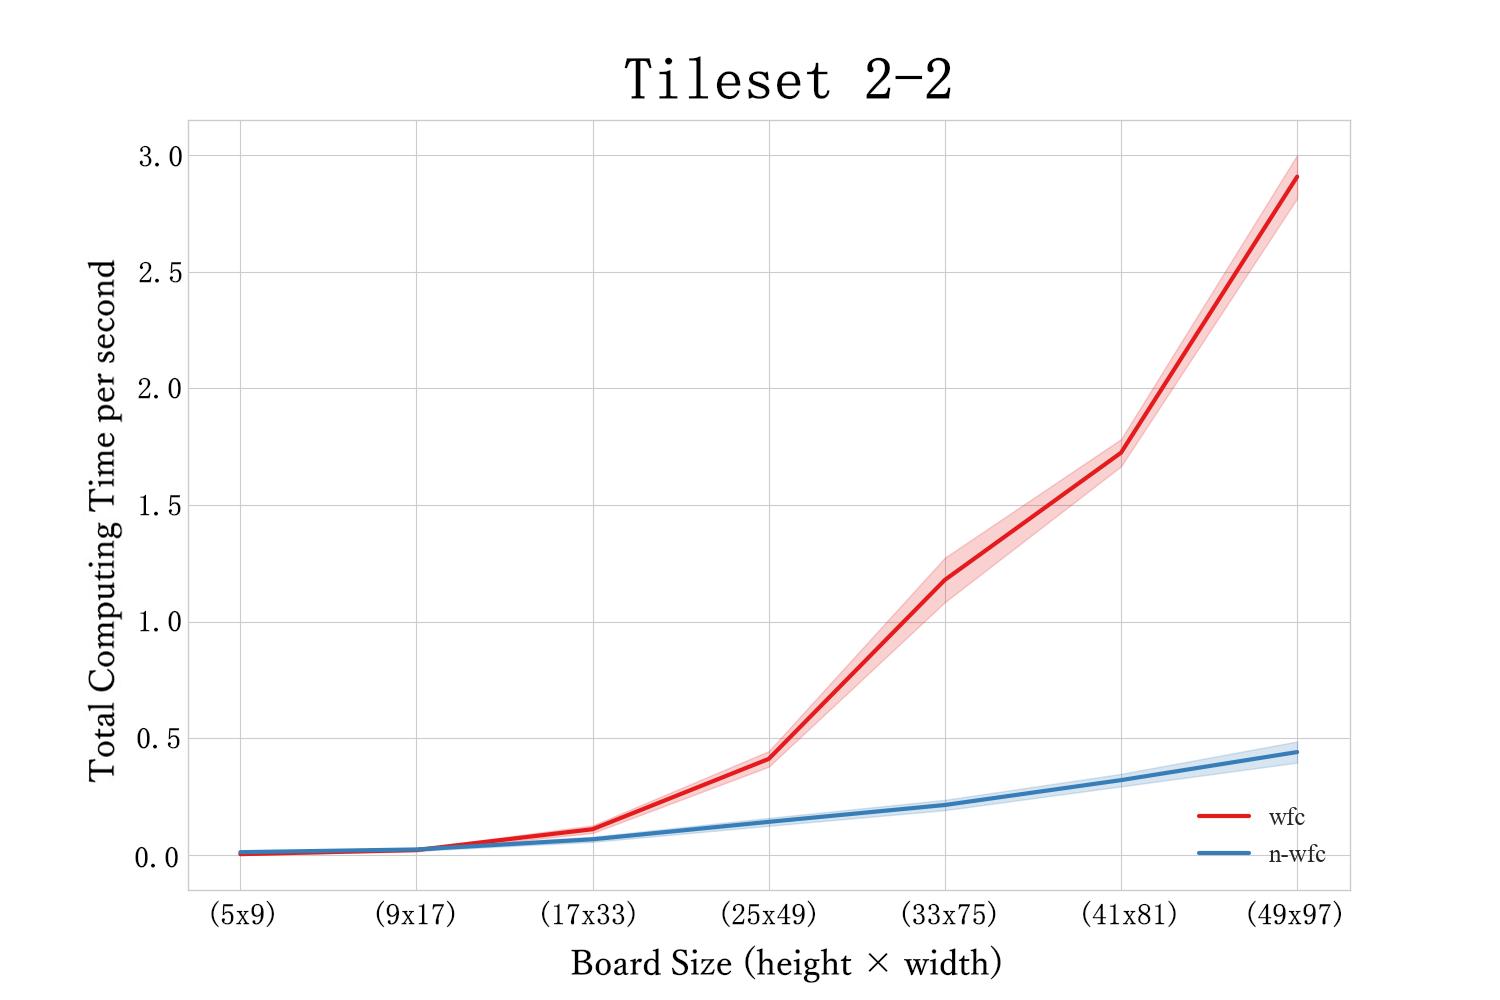 Tileset 2-2
Total Computing Time per second
3.0
2.5
2.0
1.5
1.0
0.5
0.0
wfc
n-wfc
(5x9) (9x17) (17x33) (25x49) (33x75) (41x81) (49x97)
Board Size (height × width)